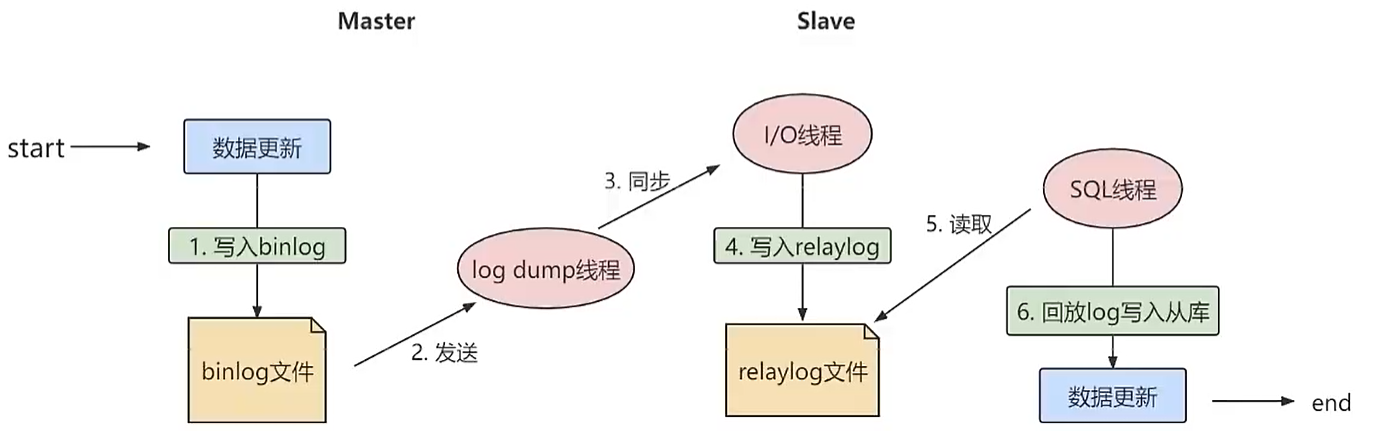 Master
Slave
start
数据更新
1. 写入binlog
binlog文件
2. 发送
log dump线程
3. 同步
I/O线程
4. 写入relaylog
relaylog文件
5. 读取
SQL线程
6. 回放log写入从库
数据更新
end